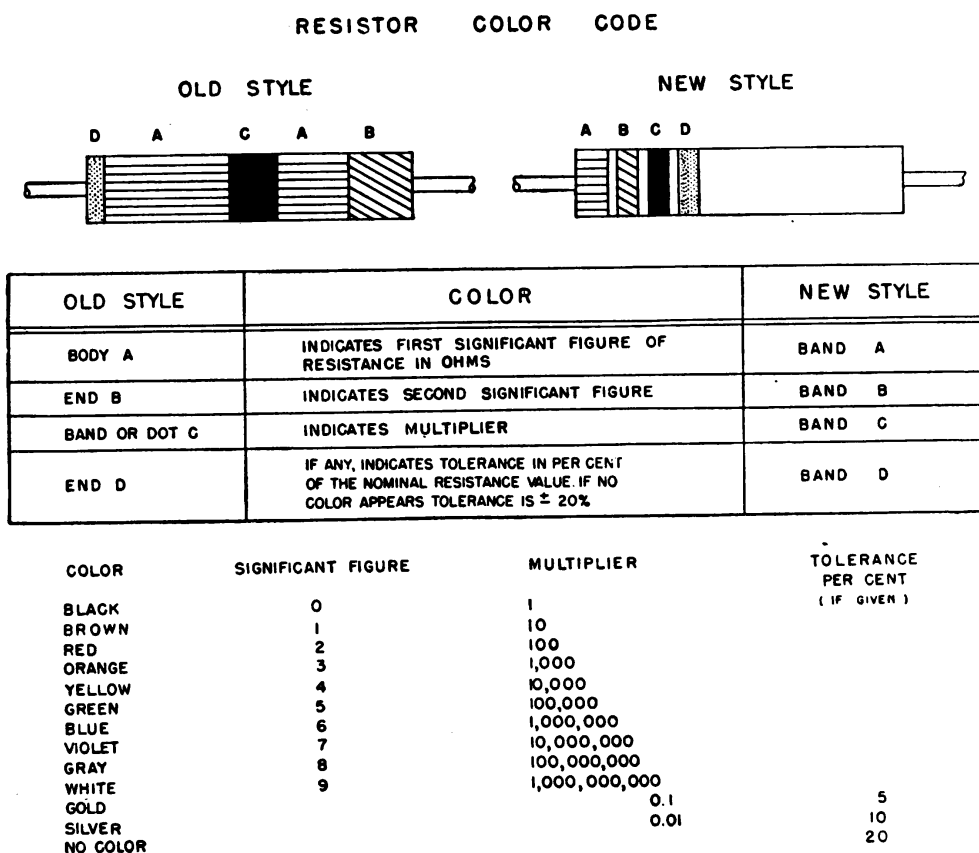 RESISTOR COLOR CODE
OLD STYLE
NEW STYLE
D A C A B
A B C D
OLD STYLE COLOR NEW STYLE
BODY A INDICATES FIRST SIGNIFICANT FIGURE OF RESISTANCE IN OHMS BAND A
END B INDICATES SECOND SIGNIFICANT FIGURE BAND B
BAND OR DOT C INDICATES MULTIPLIER BAND C
END D IF ANY, INDICATES TOLERANCE IN PER CENT
OF THE NOMINAL RESISTANCE VALUE. IF NO
COLOR APPEARS TOLERANCE IS ± 20% BAND D
COLOR SIGNIFICANT FIGURE MULTIPLIER TOLERANCE
PER CENT
( IF GIVEN )
BLACK 0 1
BROWN 1 10
RED 2 100
ORANGE 3 1,000
YELLOW 4 10,000
GREEN 5 100,000
BLUE 6 1,000,000
VIOLET 7 10,000,000
GRAY 8 100,000,000
WHITE 9 1,000,000,000
GOLD 0.1 5
SILVER 0.01 10
NO COLOR 20